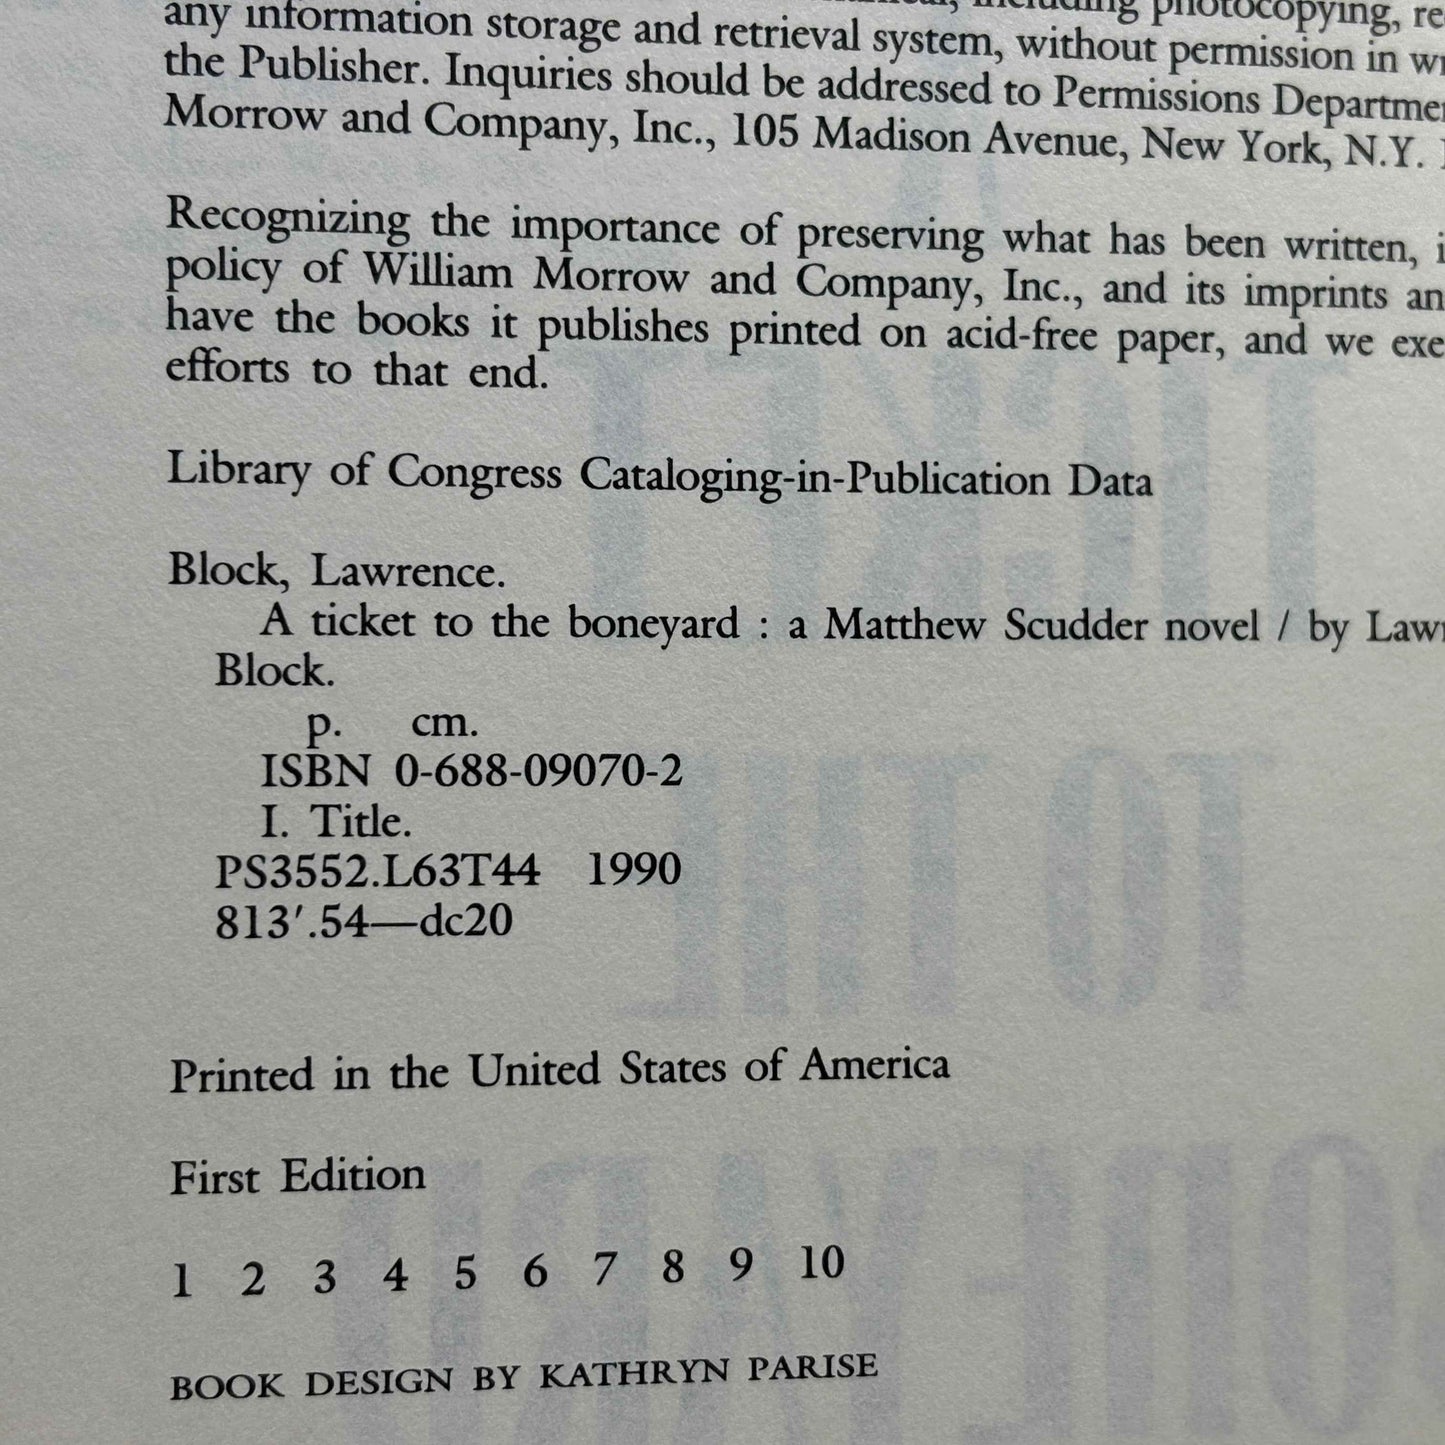 any information storage and retrieval system, without permission in
the Publisher. Inquiries should be addressed to Permissions
Morrow and Company, Inc., 105 Madison Avenue, New York, N.Y.
Recognizing the importance of preserving what has been written,
policy of William Morrow and Company, Inc., and its imprints
have the books it publishes printed on acid-free paper, and we
efforts to that end.
Library of Congress Cataloging-in-Publication Data
Block, Lawrence.
A ticket to the boneyard : a Matthew Scudder novel / by
Block.
p. cm.
ISBN 0-688-09070-2
I. Title.
PS3552.L63T44 1990
813′.54—dc20
Printed in the United States of America
First Edition
1 2 3 4 5 6 7 8 9 10
BOOK DESIGN BY KATHRYN PARISE